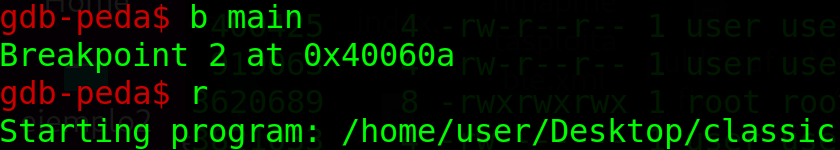 gdb-peda$ b main
Breakpoint 2 at 0x40060a
gdb-peda$ r
Starting program: /home/user/Desktop/classic